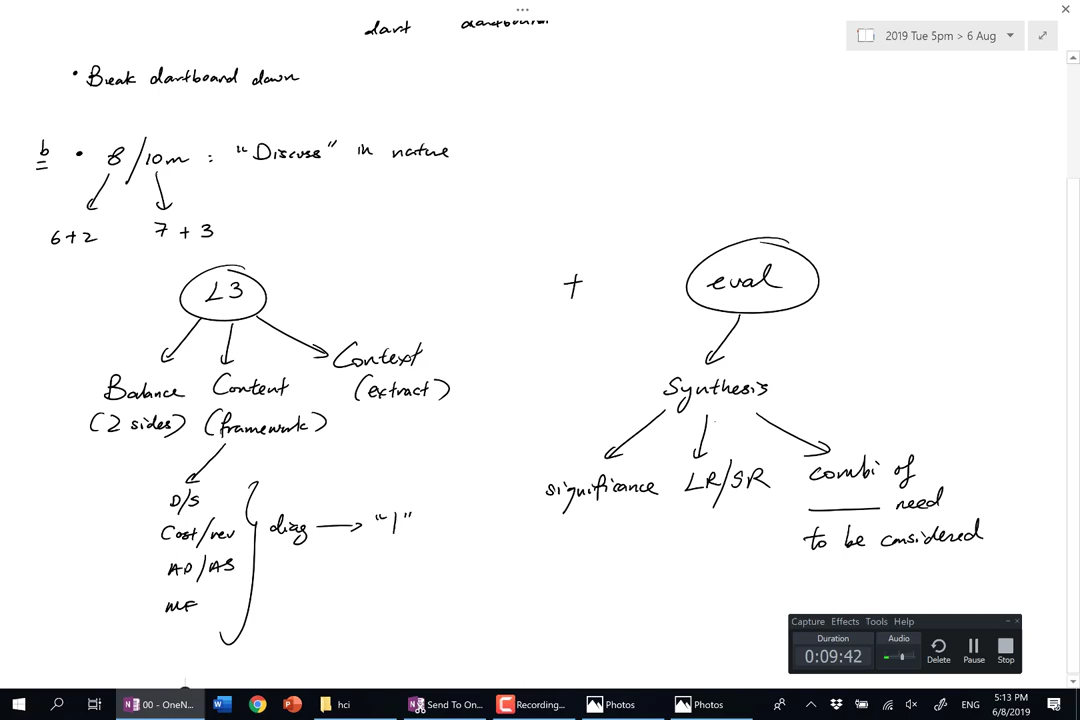 dart dartboard
2019 Tue 5pm > 6 Aug
• Break dartboard down
b • 8/10m : "Discuss" in nature
6+2 7+3
L3 + eval
Context
(extract)
Balance Content
(2 sides) (framework)
Synthesis
significance LR/SR combi of
____ need
to be considered
D/S
Cost/rev
AD/AS
MF
diag → "1"
Capture Effects Tools Help
Duration Audio
0:09:42 Delete Pause Stop
00 - OneN... hci Send To On... Recording... Photos Photos ENG
5:13 PM
6/8/2019